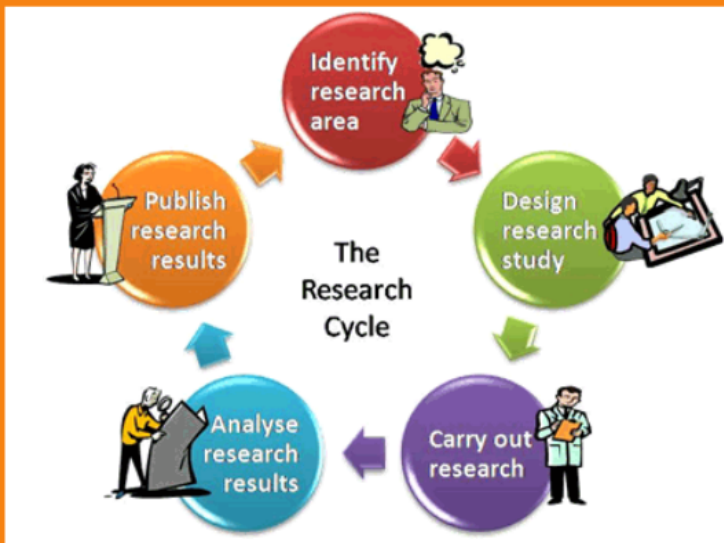 Identify
research
area
Design
research
study
Carry out
research
Analyse
research
results
Publish
research
results
The
Research
Cycle